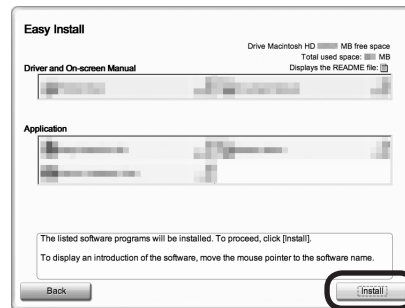 Easy Install
Drive Macintosh HD MB free space
Total used space: MB
Driver and On-screen Manual Displays the README file:
Application
The listed software programs will be installed. To proceed, click [Install].
To display an introduction of the software, move the mouse pointer to the software name.
Back Install